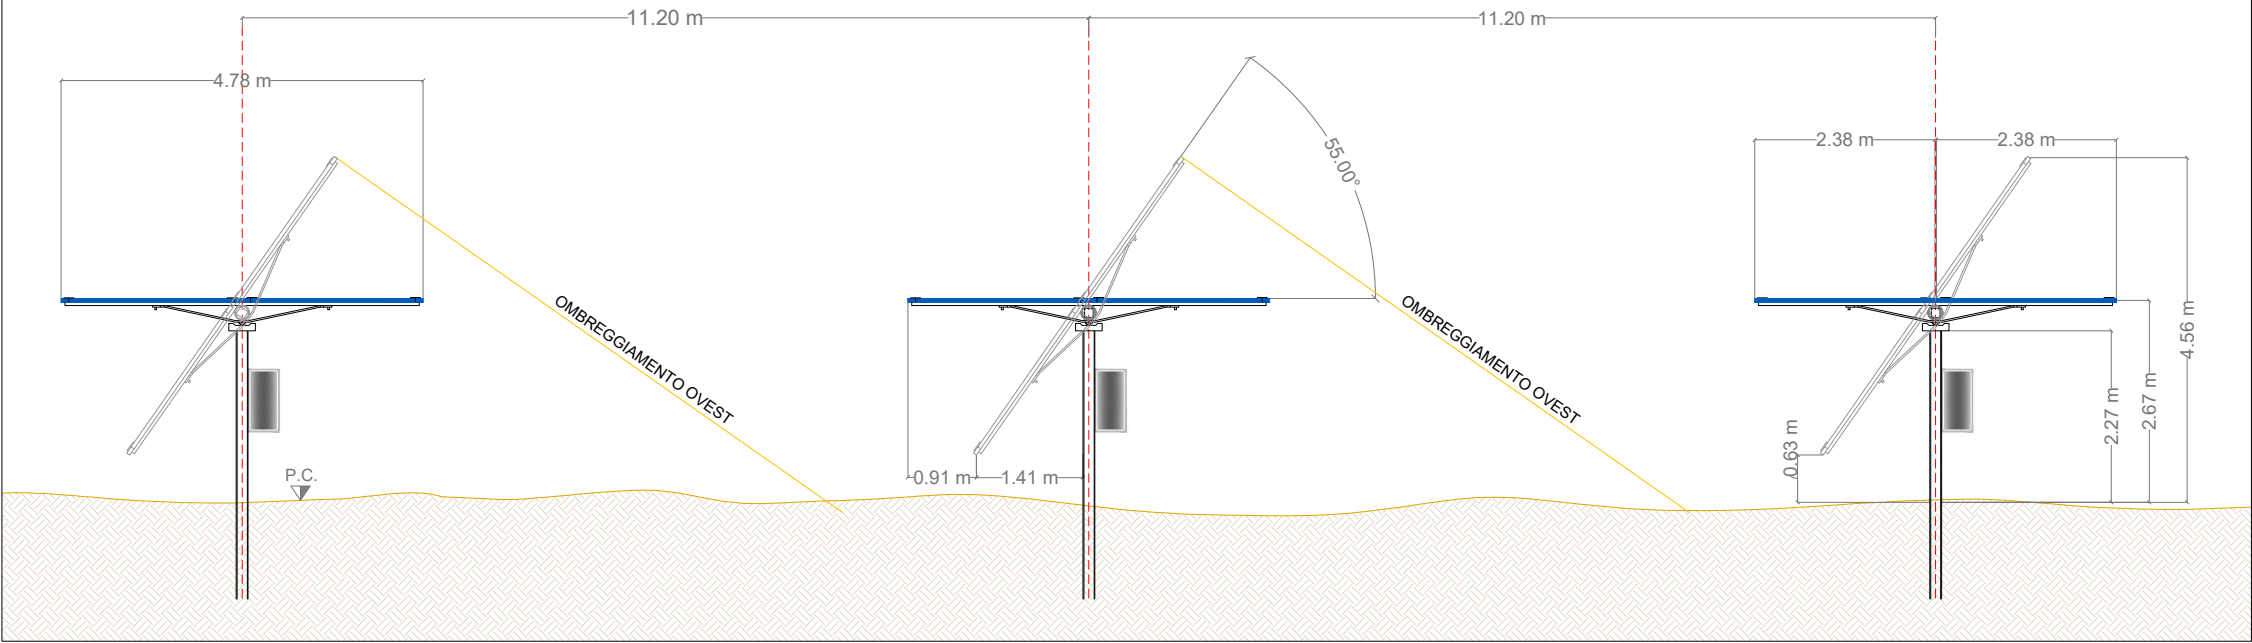 11.20 m
11.20 m
4.78 m
55.00°
2.38 m
2.38 m
OMBREGGIAMENTO OVEST
OMBREGGIAMENTO OVEST
4.56 m
2.67 m
2.27 m
0.63 m
P.C.
0.91 m
1.41 m